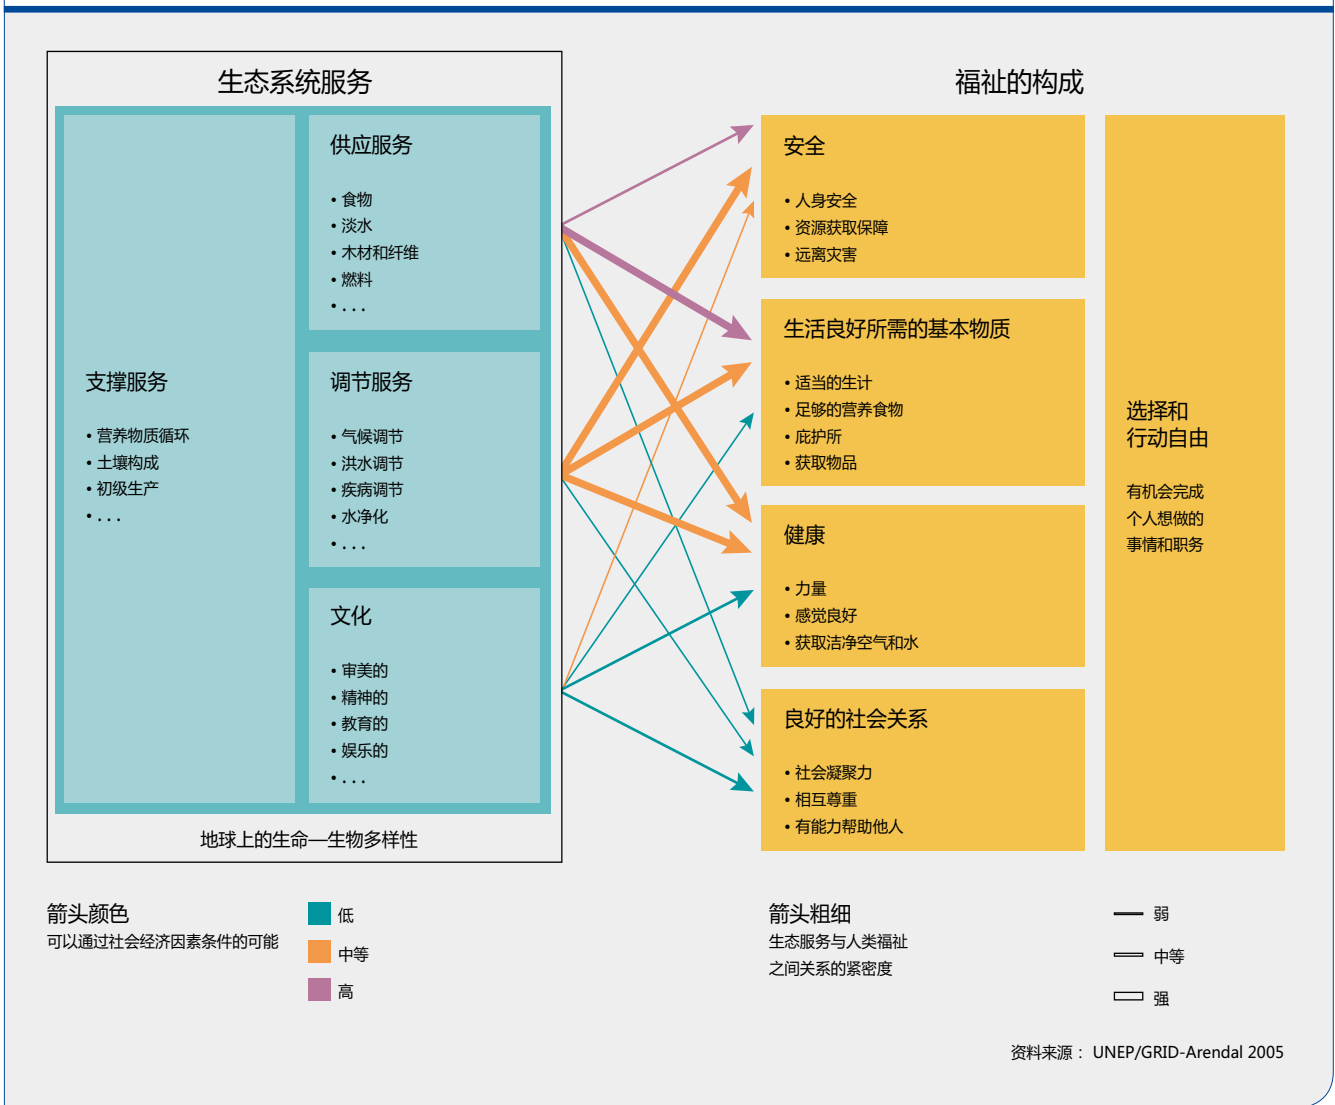 生态系统服务
福祉的构成
支撑服务
• 营养物质循环
• 土壤构成
• 初级生产
• . . .
供应服务
• 食物
• 淡水
• 木材和纤维
• 燃料
• . . .
调节服务
• 气候调节
• 洪水调节
• 疾病调节
• 水净化
• . . .
文化
• 审美的
• 精神的
• 教育的
• 娱乐的
• . . .
地球上的生命—生物多样性
安全
• 人身安全
• 资源获取保障
• 远离灾害
生活良好所需的基本物质
• 适当的生计
• 足够的营养食物
• 庇护所
• 获取物品
健康
• 力量
• 感觉良好
• 获取洁净空气和水
良好的社会关系
• 社会凝聚力
• 相互尊重
• 有能力帮助他人
选择和
行动自由
有机会完成
个人想做的
事情和职务
箭头颜色
可以通过社会经济因素条件的可能
低
中等
高
箭头粗细
生态服务与人类福祉
之间关系的紧密度
弱
中等
强
资料来源： UNEP/GRID-Arendal 2005